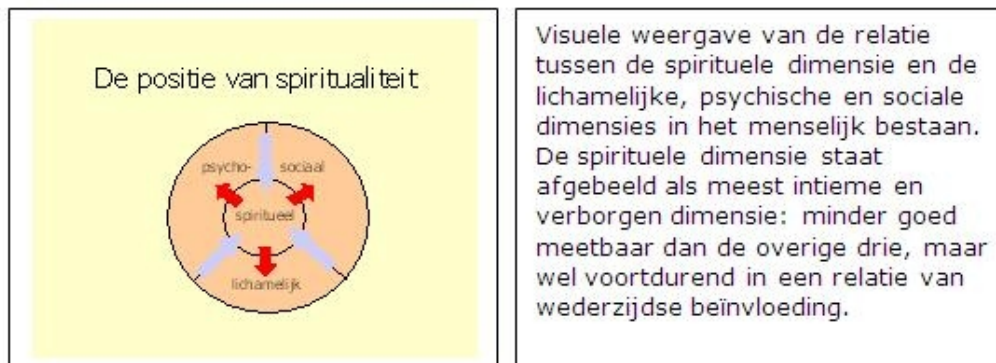 De positie van spiritualiteit
psycho- sociaal
spiritueel
lichamelijk
Visuele weergave van de relatie
tussen de spirituele dimensie en de
lichamelijke, psychische en sociale
dimensies in het menselijk bestaan.
De spirituele dimensie staat
afgebeeld als meest intieme en
verborgen dimensie: minder goed
meetbaar dan de overige drie, maar
wel voortdurend in een relatie van
wederzijdse beïnvloeding.